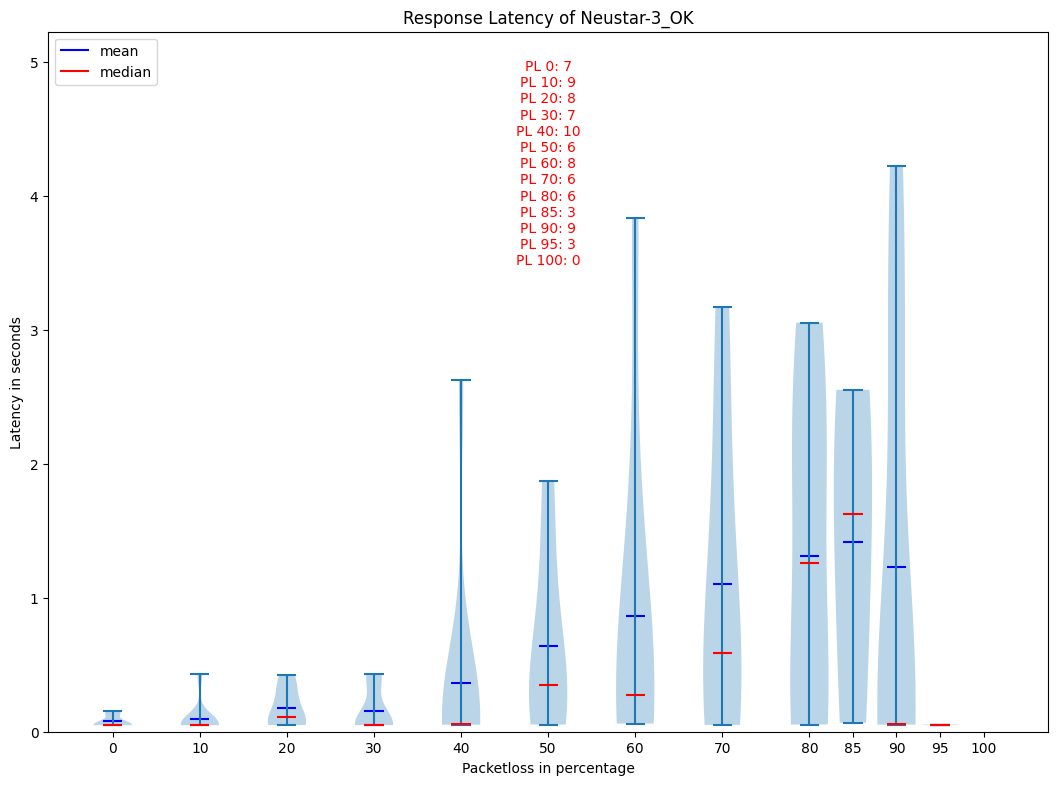 Response Latency of Neustar-3_OK
mean
median
PL 0: 7
PL 10: 9
PL 20: 8
PL 30: 7
PL 40: 10
PL 50: 6
PL 60: 8
PL 70: 6
PL 80: 6
PL 85: 3
PL 90: 9
PL 95: 3
PL 100: 0
Latency in seconds
5
4
3
2
1
0
0 10 20 30 40 50 60 70 80 85 90 95 100
Packetloss in percentage